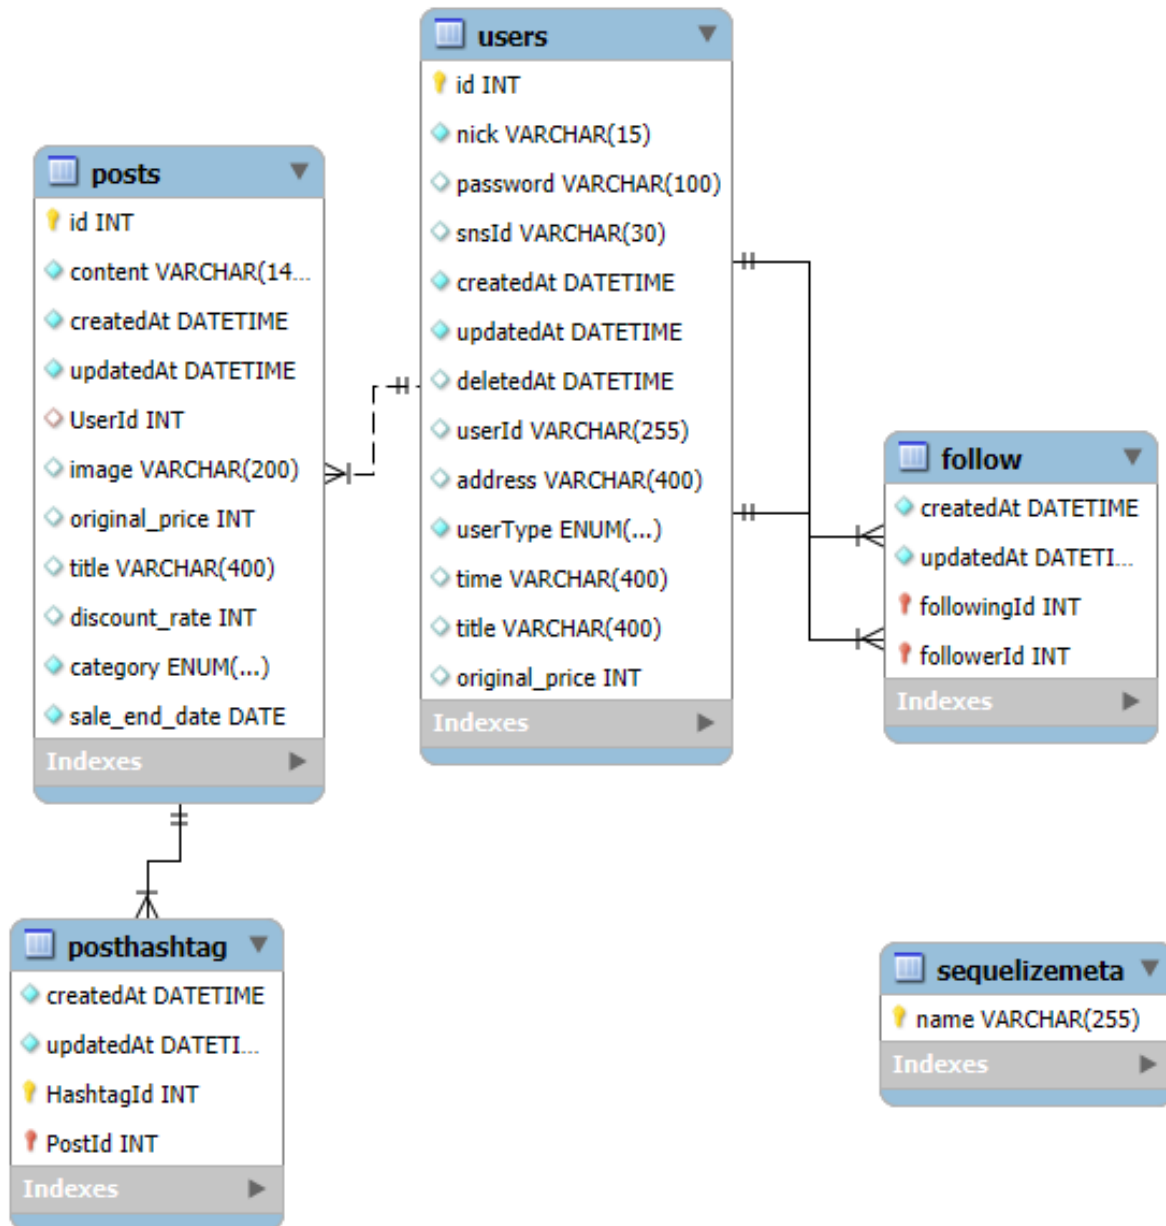 users
id INT
nick VARCHAR(15)
password VARCHAR(100)
snsId VARCHAR(30)
createdAt DATETIME
updatedAt DATETIME
deletedAt DATETIME
userId VARCHAR(255)
address VARCHAR(400)
userType ENUM(...)
time VARCHAR(400)
title VARCHAR(400)
original_price INT
Indexes
posts
id INT
content VARCHAR(14...
createdAt DATETIME
updatedAt DATETIME
UserId INT
image VARCHAR(200)
original_price INT
title VARCHAR(400)
discount_rate INT
category ENUM(...)
sale_end_date DATE
Indexes
follow
createdAt DATETIME
updatedAt DATETI...
followingId INT
followerId INT
Indexes
posthashtag
createdAt DATETIME
updatedAt DATETI...
HashtagId INT
PostId INT
Indexes
sequelizemeta
name VARCHAR(255)
Indexes